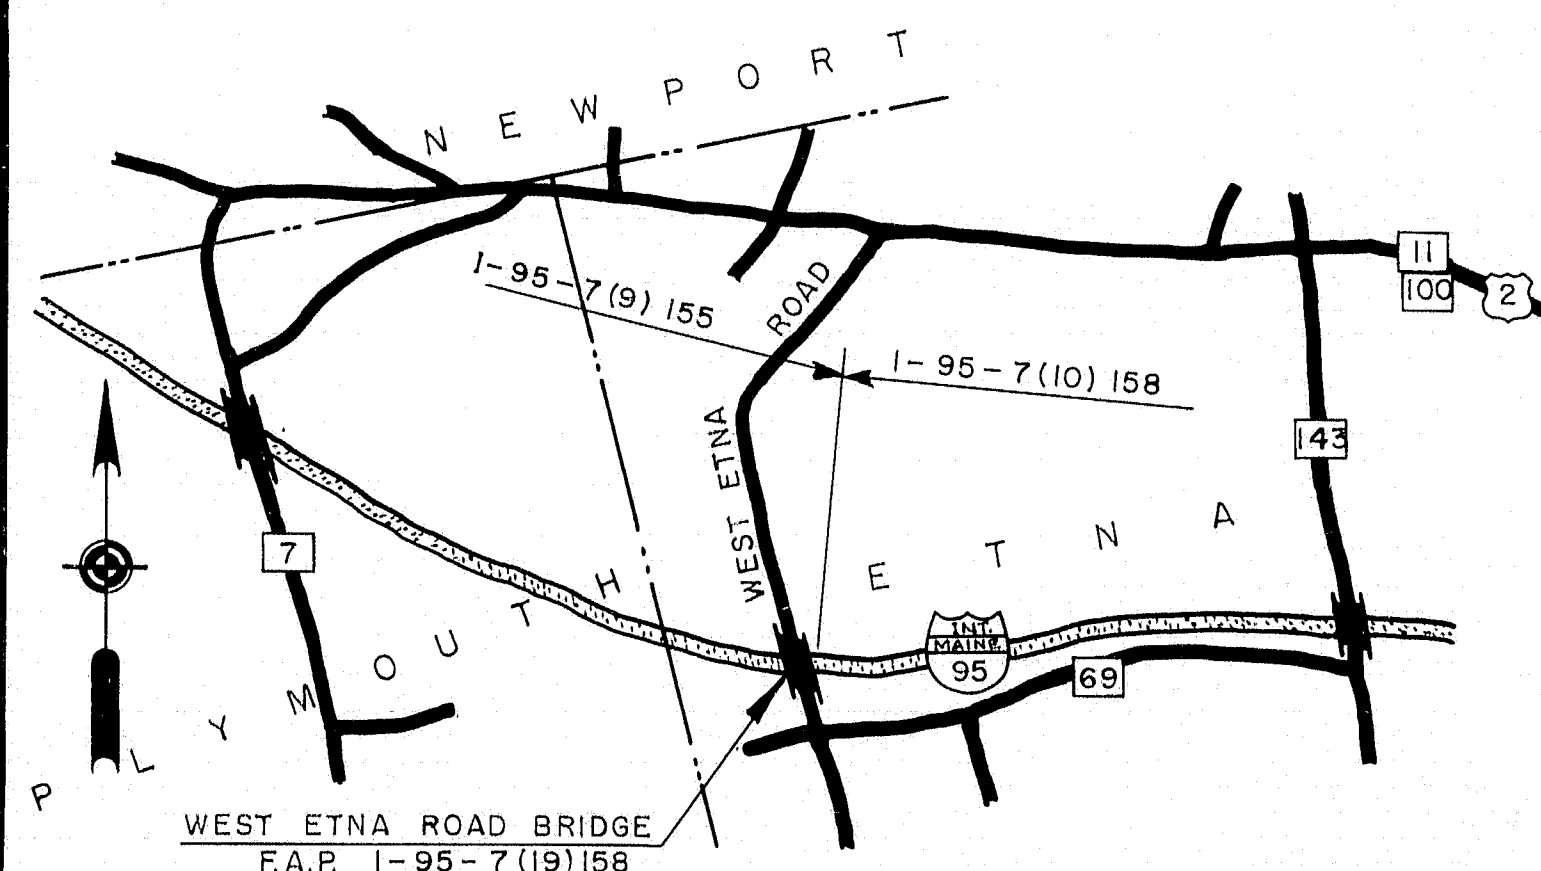 NEWPORT
I-95-7(9) 155
ROAD
I-95-7(10) 158
11
100
2
WEST ETNA
143
7
ETNA
INT.
MAINE
95
69
PLYMOUTH
WEST ETNA ROAD BRIDGE
F.A.P. I-95-7(19)158